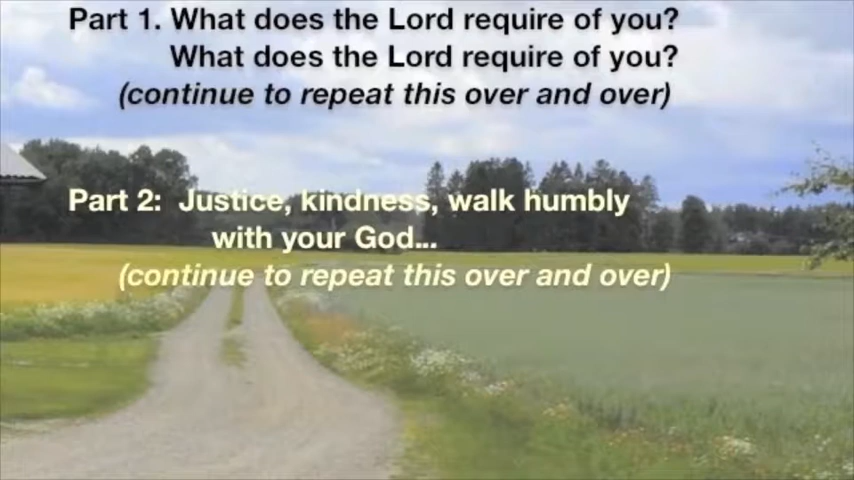 Part 1. What does the Lord require of you?
What does the Lord require of you?
(continue to repeat this over and over)
Part 2: Justice, kindness, walk humbly
with your God...
(continue to repeat this over and over)